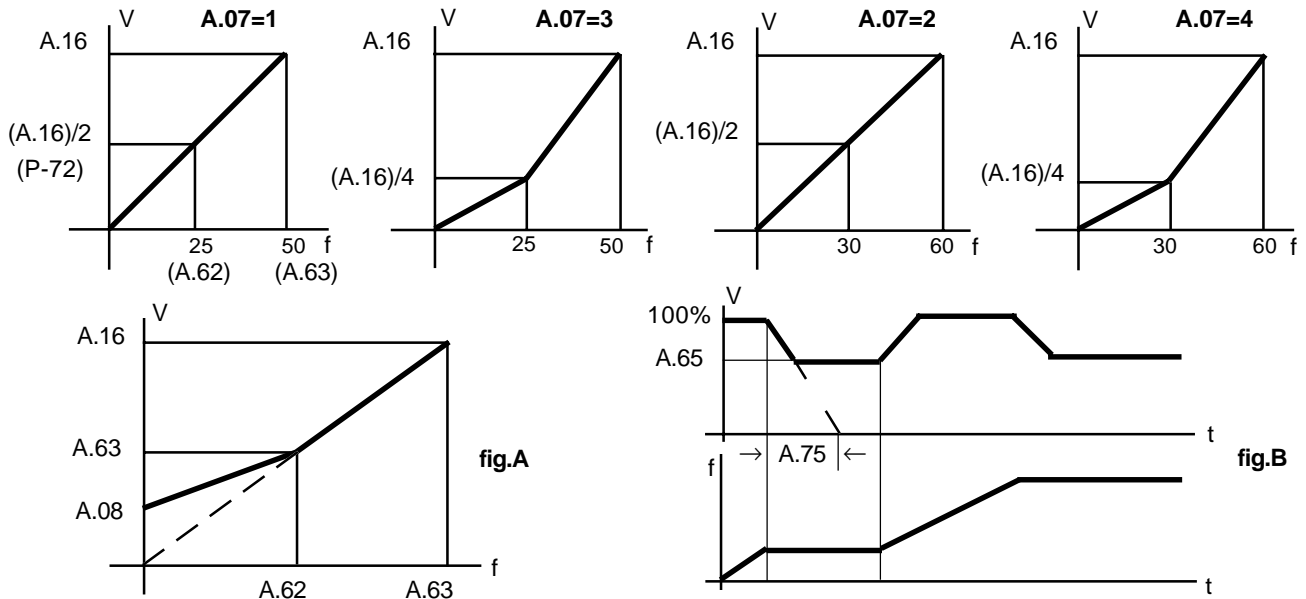 V A.07=1
A.16
(A.16)/2
(P-72)
25 50 f
(A.62) (A.63)
V A.07=3
A.16
(A.16)/4
25 50 f
V A.07=2
A.16
(A.16)/2
30 60 f
V A.07=4
A.16
(A.16)/4
30 60 f
V
A.16
A.63
A.08
A.62 A.63 f
fig.A
V
100%
A.65
t
A.75
fig.B
f
t